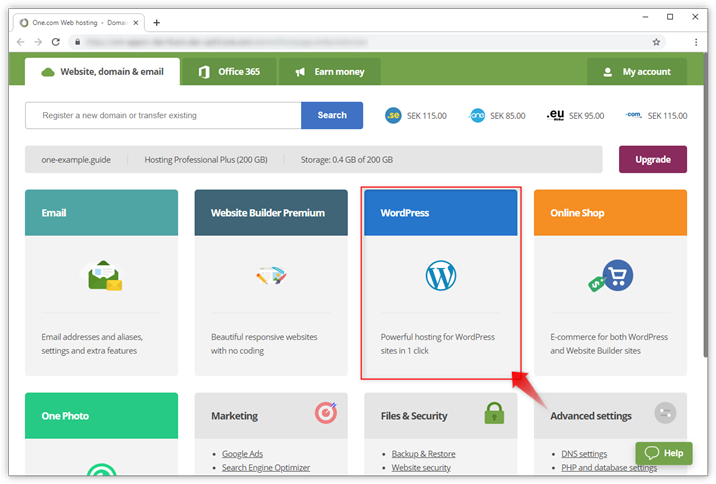 One.com Web hosting - Domain
Website, domain & email
Office 365
Earn money
My account
Register a new domain or transfer existing
Search
.se
SEK 115.00
one
SEK 85.00
.eu
SEK 95.00
.com
SEK 115.00
one-example.guide
Hosting Professional Plus (200 GB)
Storage: 0.4 GB of 200 GB
Upgrade
Email
Website Builder Premium
WordPress
Online Shop
W
$
Email addresses and aliases,
settings and extra features
Beautiful responsive websites
with no coding
Powerful hosting for WordPress
sites in 1 click
E-commerce for both WordPress
and Website Builder sites
One Photo
Marketing
Files & Security
Advanced settings
Google Ads
Search Engine Optimizer
Backup & Restore
Website security
DNS settings
PHP and database settings
Help